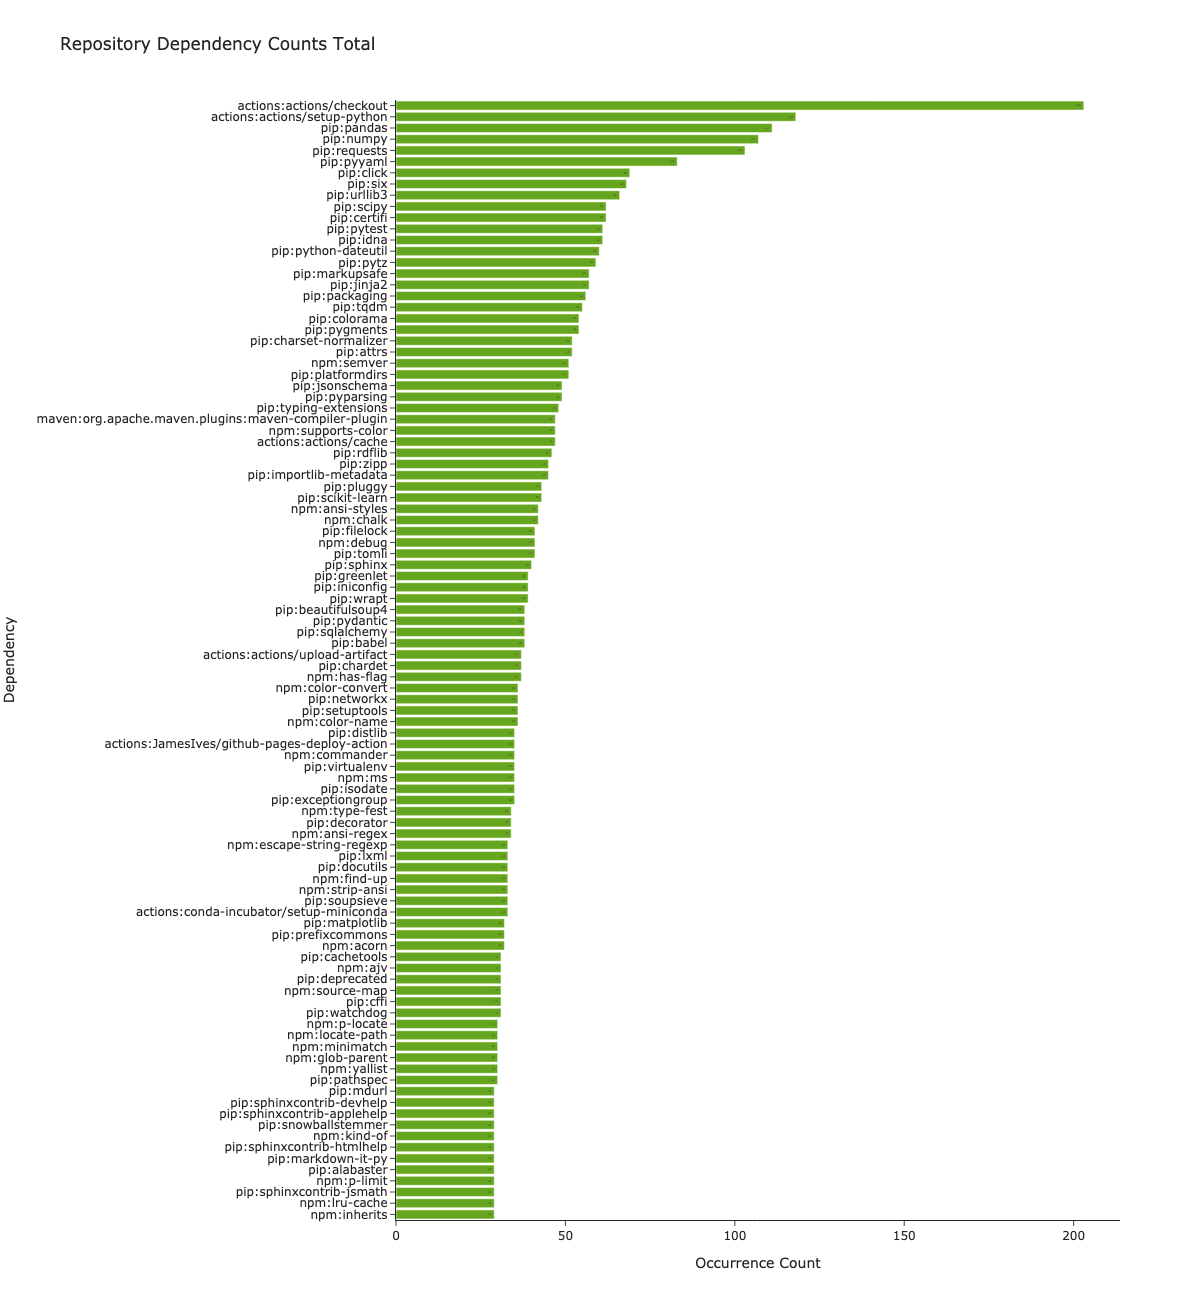 Repository Dependency Counts Total
actions:actions/checkout
actions:actions/setup-python
pip:pandas
pip:numpy
pip:requests
pip:pyyaml
pip:click
pip:six
pip:urllib3
pip:scipy
pip:certifi
pip:pytest
pip:idna
pip:python-dateutil
pip:pytz
pip:markupsafe
pip:jinja2
pip:packaging
pip:tqdm
pip:colorama
pip:pygments
pip:charset-normalizer
pip:attrs
npm:semver
pip:platformdirs
pip:jsonschema
pip:pyparsing
pip:typing-extensions
maven:org.apache.maven.plugins:maven-compiler-plugin
npm:supports-color
actions:actions/cache
pip:rdflib
pip:zipp
pip:importlib-metadata
pip:pluggy
pip:scikit-learn
npm:ansi-styles
npm:chalk
pip:filelock
npm:debug
pip:tomli
pip:sphinx
pip:greenlet
pip:iniconfig
pip:wrapt
pip:beautifulsoup4
pip:pydantic
pip:sqlalchemy
pip:babel
actions:actions/upload-artifact
pip:chardet
npm:has-flag
npm:color-convert
pip:networkx
pip:setuptools
npm:color-name
pip:distlib
actions:JamesIves/github-pages-deploy-action
npm:commander
pip:virtualenv
npm:ms
pip:isodate
pip:exceptiongroup
npm:type-fest
pip:decorator
npm:ansi-regex
npm:escape-string-regexp
pip:lxml
pip:docutils
npm:find-up
npm:strip-ansi
pip:soupsieve
actions:conda-incubator/setup-miniconda
pip:matplotlib
pip:prefixcommons
npm:acorn
pip:cachetools
npm:ajv
pip:deprecated
npm:source-map
pip:cffi
pip:watchdog
npm:p-locate
npm:locate-path
npm:minimatch
npm:glob-parent
npm:yallist
pip:pathspec
pip:mdurl
pip:sphinxcontrib-devhelp
pip:sphinxcontrib-applehelp
pip:snowballstemmer
npm:kind-of
pip:sphinxcontrib-htmlhelp
pip:markdown-it-py
pip:alabaster
npm:p-limit
pip:sphinxcontrib-jsmath
npm:lru-cache
npm:inherits
Dependency
0 50 100 150 200
Occurrence Count